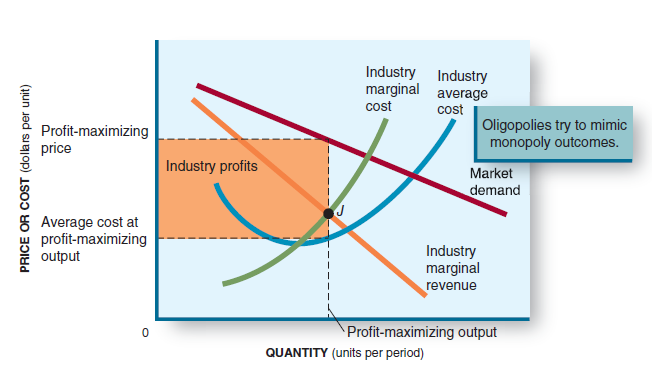 PRICE OR COST (dollars per unit)
Profit-maximizing
price
Average cost at
profit-maximizing
output
Industry profits
Industry
marginal
cost
Industry
average
cost
Oligopolies try to mimic
monopoly outcomes.
Market
demand
J
Industry
marginal
revenue
0
Profit-maximizing output
QUANTITY (units per period)